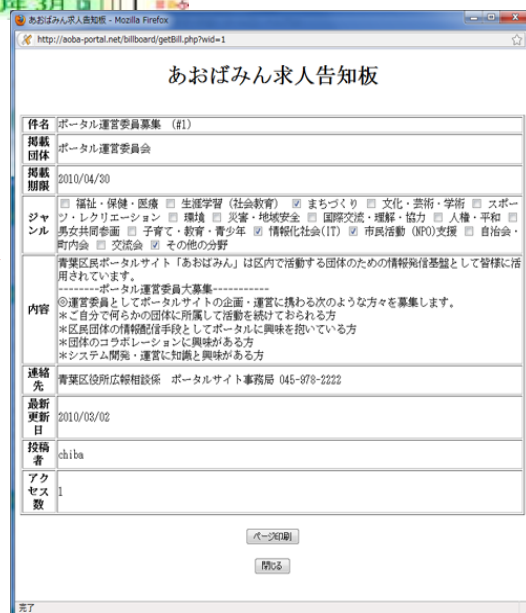 年 3月
あおばみん求人告知板 - Mozilla Firefox
http://aoba-portal.net/billboard/getBill.php?wid=1
あおばみん求人告知板
件名 ポータル運営委員募集 (#1)
掲載団体 ポータル運営委員会
掲載期限 2010/04/30
ジャンル 福祉・保健・医療 生涯学習(社会教育) まちづくり 文化・芸術・学術 スポー
ツ・レクリエーション 環境 災害・地域安全 国際交流・理解・協力 人権・平和
男女共同参画 子育て・教育・青少年 情報化社会(IT) 市民活動(NPO)支援 自治会・
町内会 交流会 その他の分野
内容 青葉区民ポータルサイト「あおばみん」は区内で活動する団体のための情報発信基盤として皆様に活
用されています。
--------ポータル運営委員大募集-----------
◎運営委員としてポータルサイトの企画・運営に携わる次のような方々を募集します。
＊ご自分で何らかの団体に所属して活動を続けておられる方
＊区民団体の情報配信手段としてポータルに興味を抱いている方
＊団体のコラボレーションに興味がある方
＊システム開発・運営に知識と興味がある方
連絡先 青葉区役所広報相談係 ポータルサイト事務局 045-978-2222
最新更新日 2010/03/02
投稿者 chiba
アクセス数 1
ページ印刷
閉じる
完了